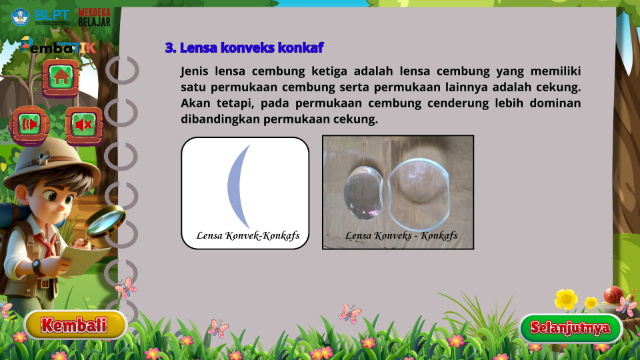 BLPT
MERDEKA
BELAJAR
PembaTIK
3. Lensa konveks konkaf
Jenis lensa cembung ketiga adalah lensa cembung yang memiliki
satu permukaan cembung serta permukaan lainnya adalah cekung.
Akan tetapi, pada permukaan cembung cenderung lebih dominan
dibandingkan permukaan cekung.
Lensa Konvek-Konkafs
Lensa Konveks - Konkafs
Kembali
Selanjutnya